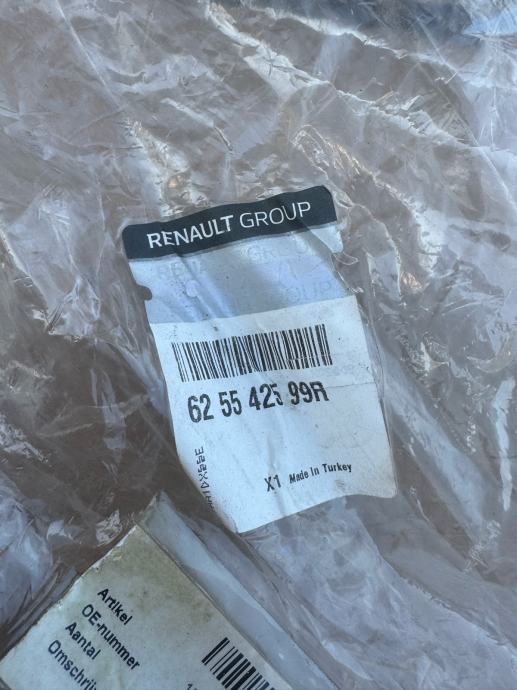 RENAULT GROUP
62 55 425 99R
X1 Made In Turkey
Artikel
OE-nummer
Aantal